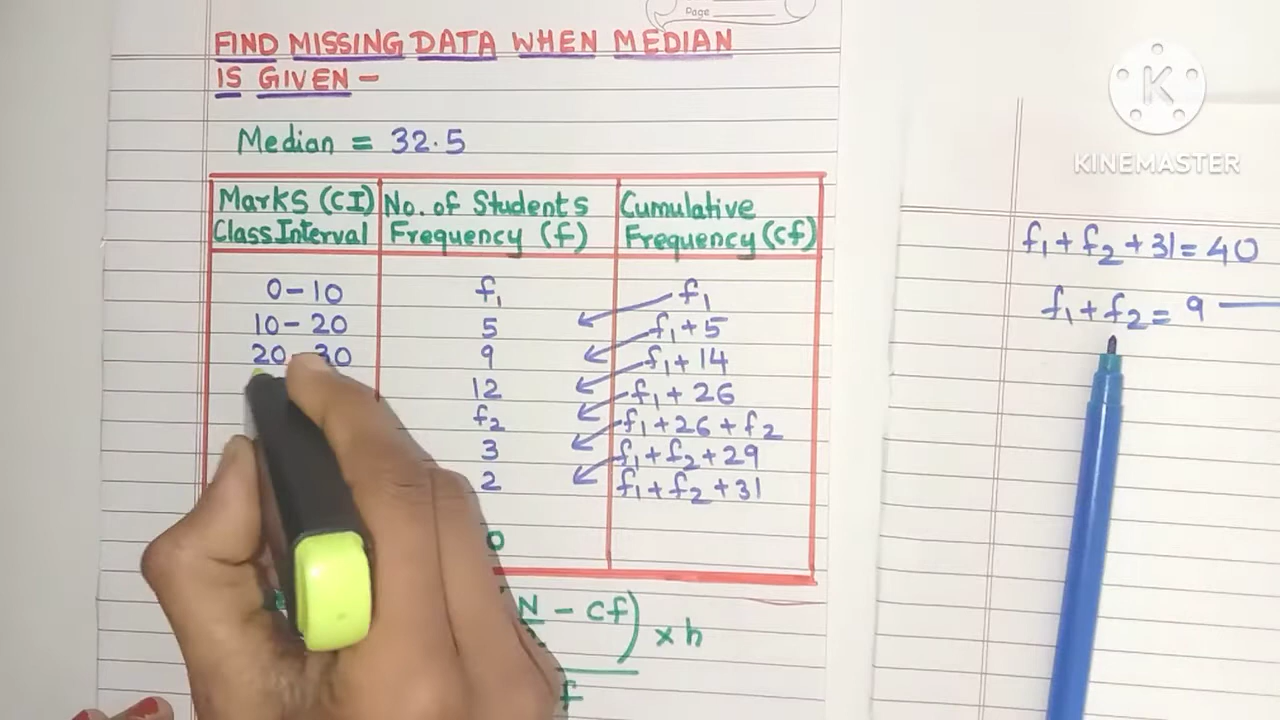 Page
FIND MISSING DATA WHEN MEDIAN
IS GIVEN -
Median = 32.5
Marks (CI) No. of Students Cumulative
Class Interval Frequency (f) Frequency (cf)
0-10 f₁ f₁
10-20 5 f₁+5
20-30 9 f₁+14
12 f₁+26
f₂ f₁+26+f₂
3 f₁+f₂+29
2 f₁+f₂+31
0
N - cf) × h
f
f₁+f₂+31=40
f₁+f₂= 9
K
KINEMASTER